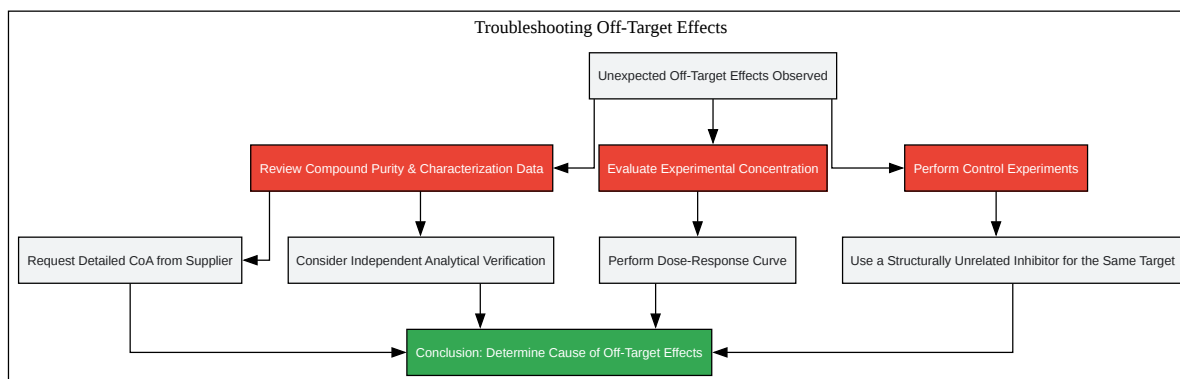 Troubleshooting Off-Target Effects
Unexpected Off-Target Effects Observed
Review Compound Purity & Characterization Data
Evaluate Experimental Concentration
Perform Control Experiments
Request Detailed CoA from Supplier
Consider Independent Analytical Verification
Perform Dose-Response Curve
Use a Structurally Unrelated Inhibitor for the Same Target
Conclusion: Determine Cause of Off-Target Effects